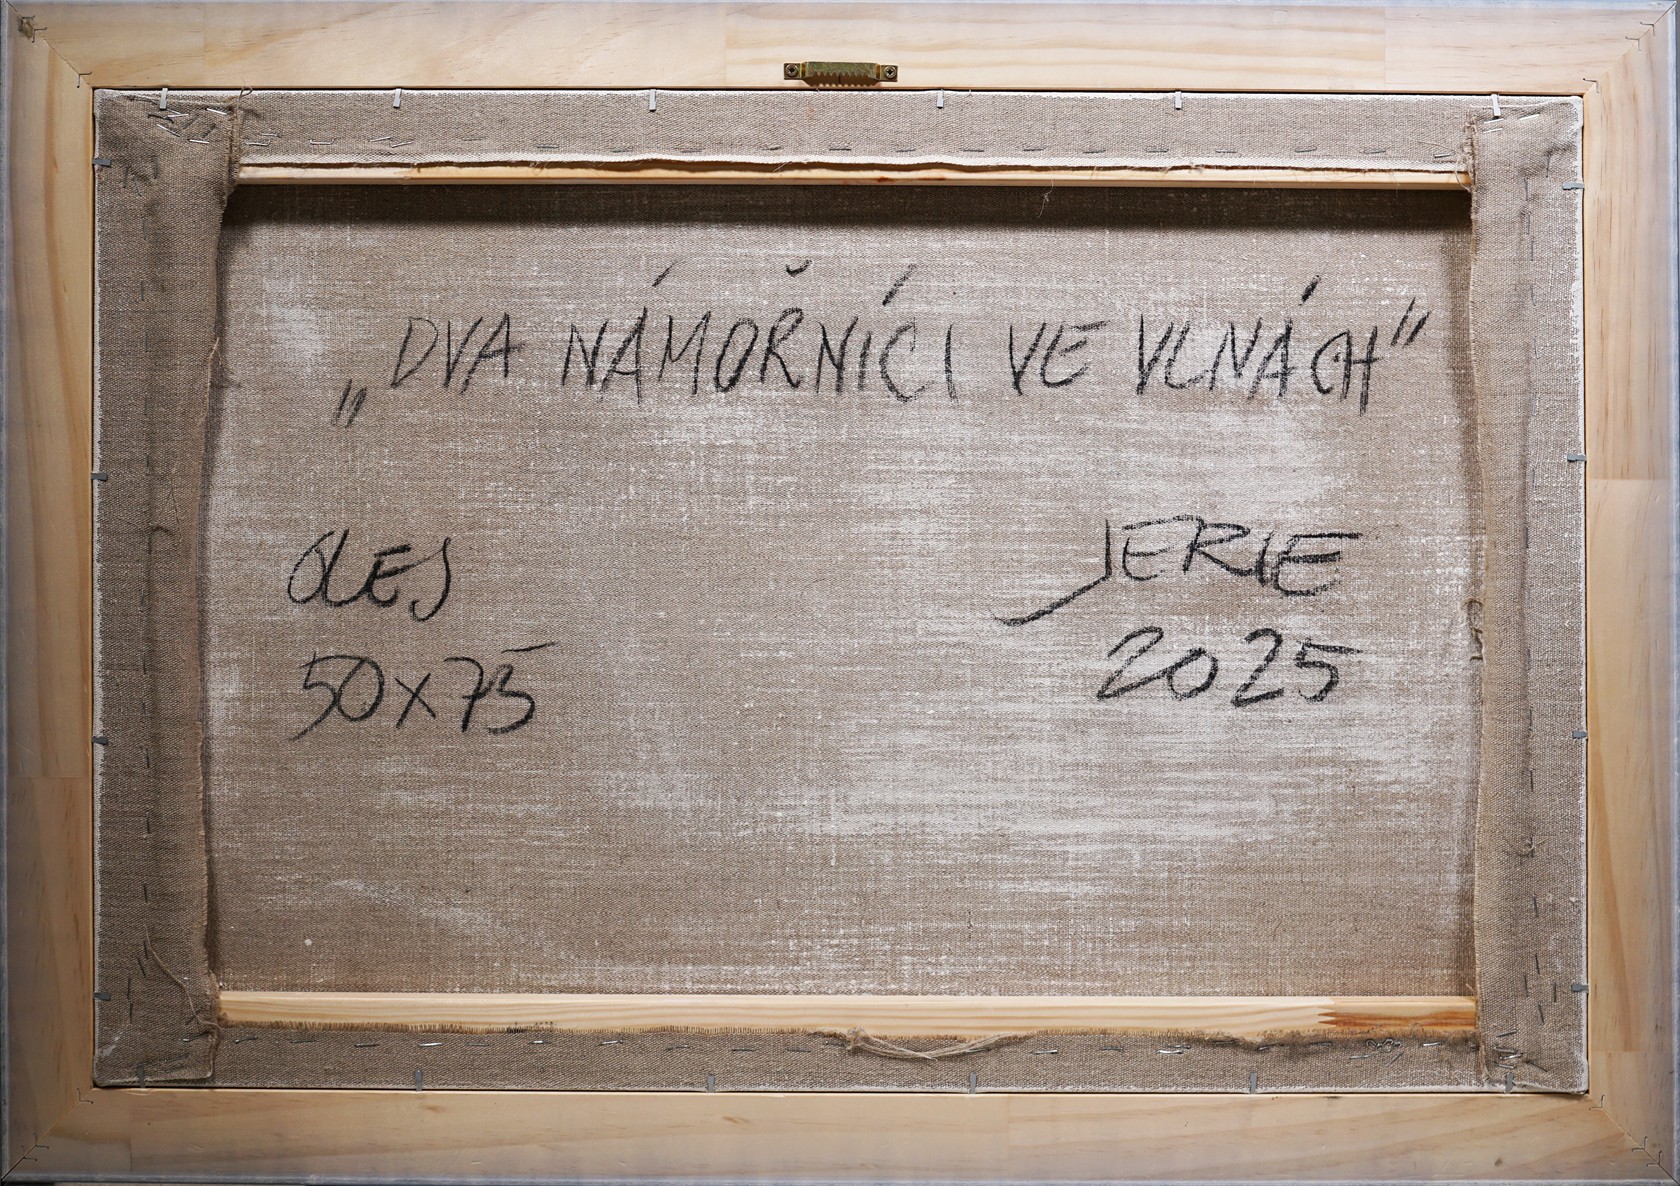 „DVA NÁMOŘNÍCI VE VLNÁCH"
OLEJ
50x75
JERIE
2025